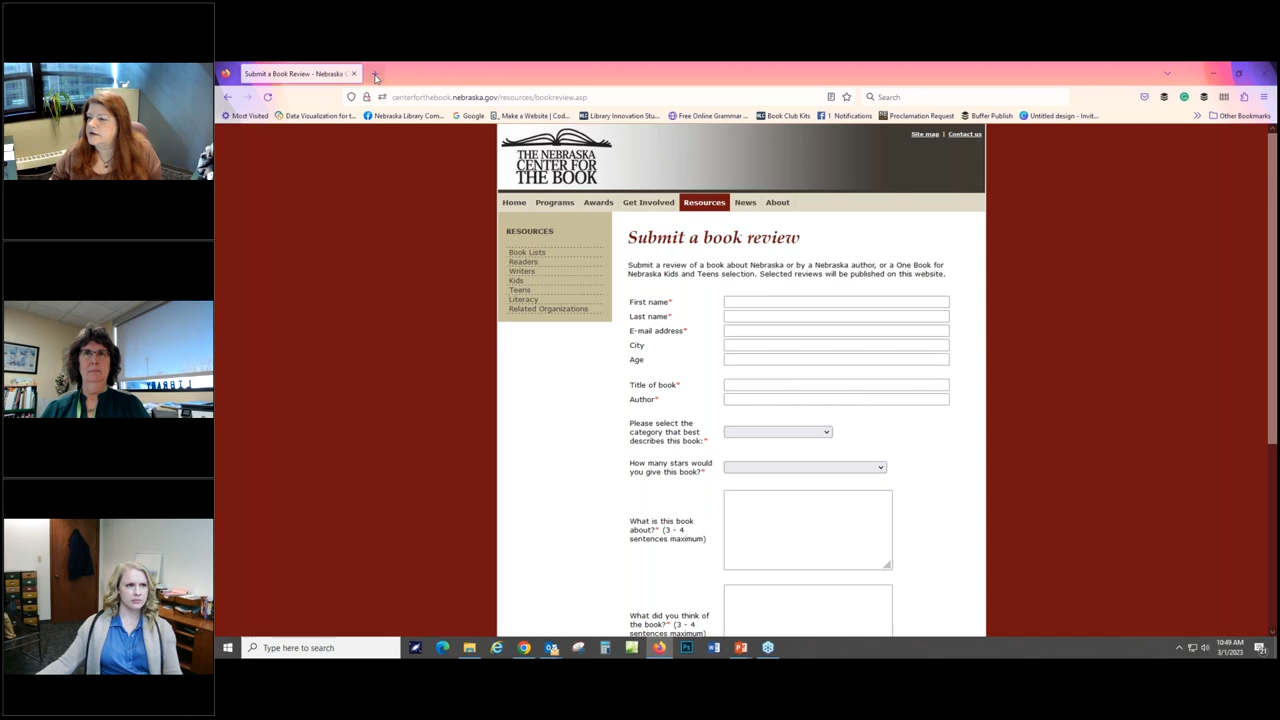 Submit a Book Review - Nebraska C
centerforthebook.nebraska.gov/resources/bookreview.asp
Search
Most Visited
Data Visualization for t...
Nebraska Library Com...
Google
Make a Website | Cod...
Library Innovation Stu...
Free Online Grammar ...
Book Club Kits
1 Notifications
Proclamation Request
Buffer Publish
Untitled design - Invit...
Other Bookmarks
Site map | Contact us
THE NEBRASKA
CENTER FOR
THE BOOK
Home Programs Awards Get Involved Resources News About
RESOURCES
Book Lists
Readers
Writers
Kids
Teens
Literacy
Related Organizations
Submit a book review
Submit a review of a book about Nebraska or by a Nebraska author, or a One Book for
Nebraska Kids and Teens selection. Selected reviews will be published on this website.
First name*
Last name*
E-mail address*
City
Age
Title of book*
Author*
Please select the
category that best
describes this book:*
How many stars would
you give this book?*
What is this book
about?* (3 - 4
sentences maximum)
What did you think of
the book?* (3 - 4
sentences maximum)
LIBRARY
Type here to search
10:49 AM
3/1/2023
21